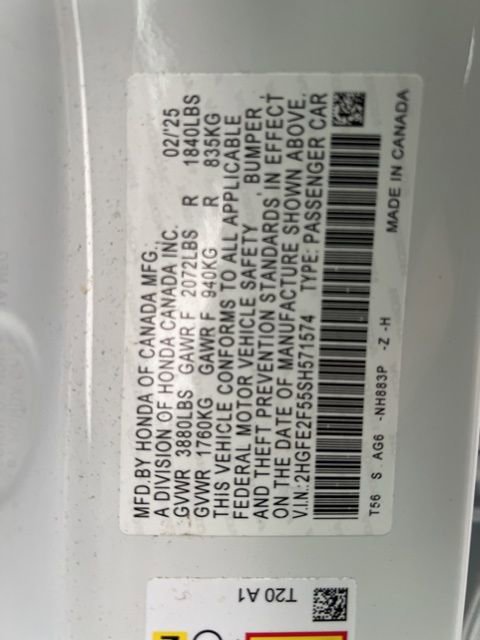 MFD.BY HONDA OF CANADA MFG., 02/'25
A DIVISION OF HONDA CANADA INC.
GVWR 3880LBS GAWR F 2072LBS R 1840LBS
GVWR 1760KG GAWR F 940KG R 835KG
THIS VEHICLE CONFORMS TO ALL APPLICABLE
FEDERAL MOTOR VEHICLE SAFETY , BUMPER ,
AND THEFT PREVENTION STANDARDS IN EFFECT
ON THE DATE OF MANUFACTURE SHOWN ABOVE.
V.I.N.:2HGFE2F55SH571574 TYPE: PASSENGER CAR
T56 S . AG6 -NH883P -Z -H MADE IN CANADA
T20 A1